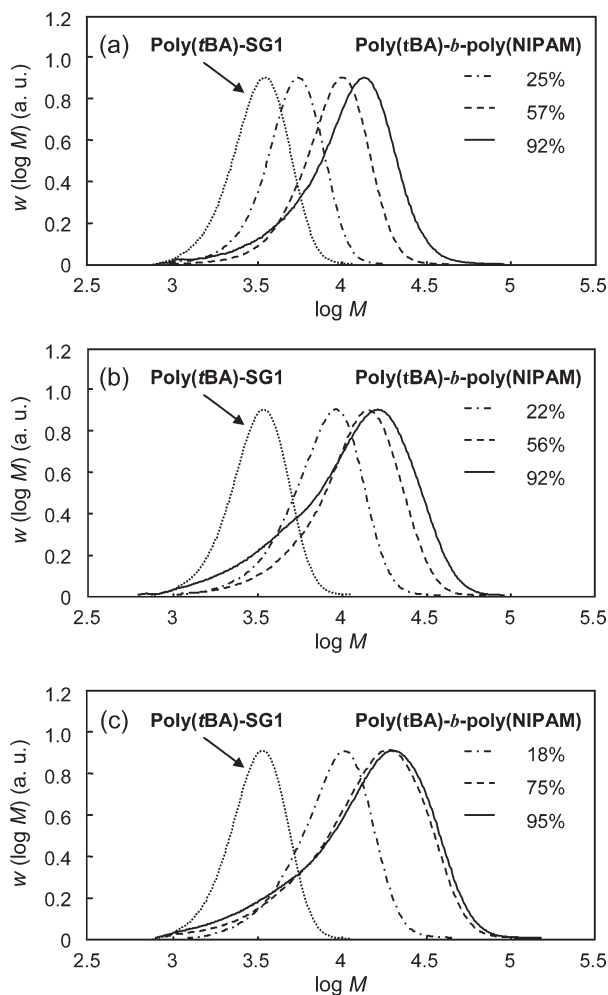 (a)
Poly(tBA)-SG1
Poly(tBA)-b-poly(NIPAM)
25%
57%
92%
w (log M) (a. u.)
1.2
1.0
0.8
0.6
0.4
0.2
0
2.5 3 3.5 4 4.5 5 5.5
log M
(b)
Poly(tBA)-SG1
Poly(tBA)-b-poly(NIPAM)
22%
56%
92%
w (log M) (a. u.)
1.2
1.0
0.8
0.6
0.4
0.2
0
2.5 3 3.5 4 4.5 5 5.5
log M
(c)
Poly(tBA)-SG1
Poly(tBA)-b-poly(NIPAM)
18%
75%
95%
w (log M) (a. u.)
1.2
1.0
0.8
0.6
0.4
0.2
0
2.5 3 3.5 4 4.5 5 5.5
log M